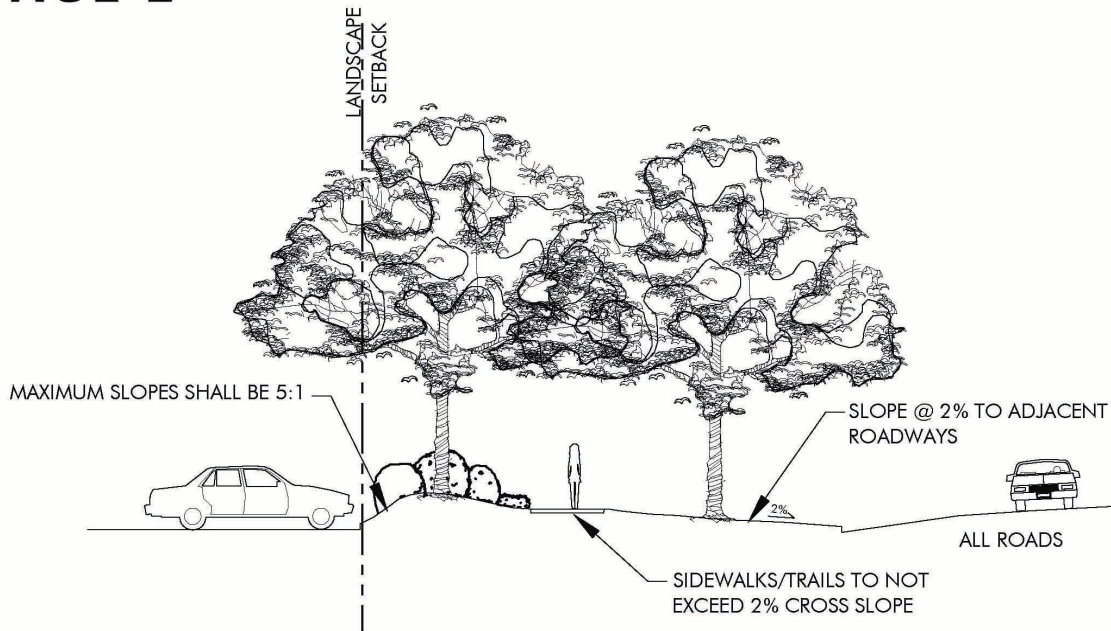 LANDSCAPE
SETBACK
MAXIMUM SLOPES SHALL BE 5:1
SLOPE @ 2% TO ADJACENT
ROADWAYS
2%
ALL ROADS
SIDEWALKS/TRAILS TO NOT
EXCEED 2% CROSS SLOPE